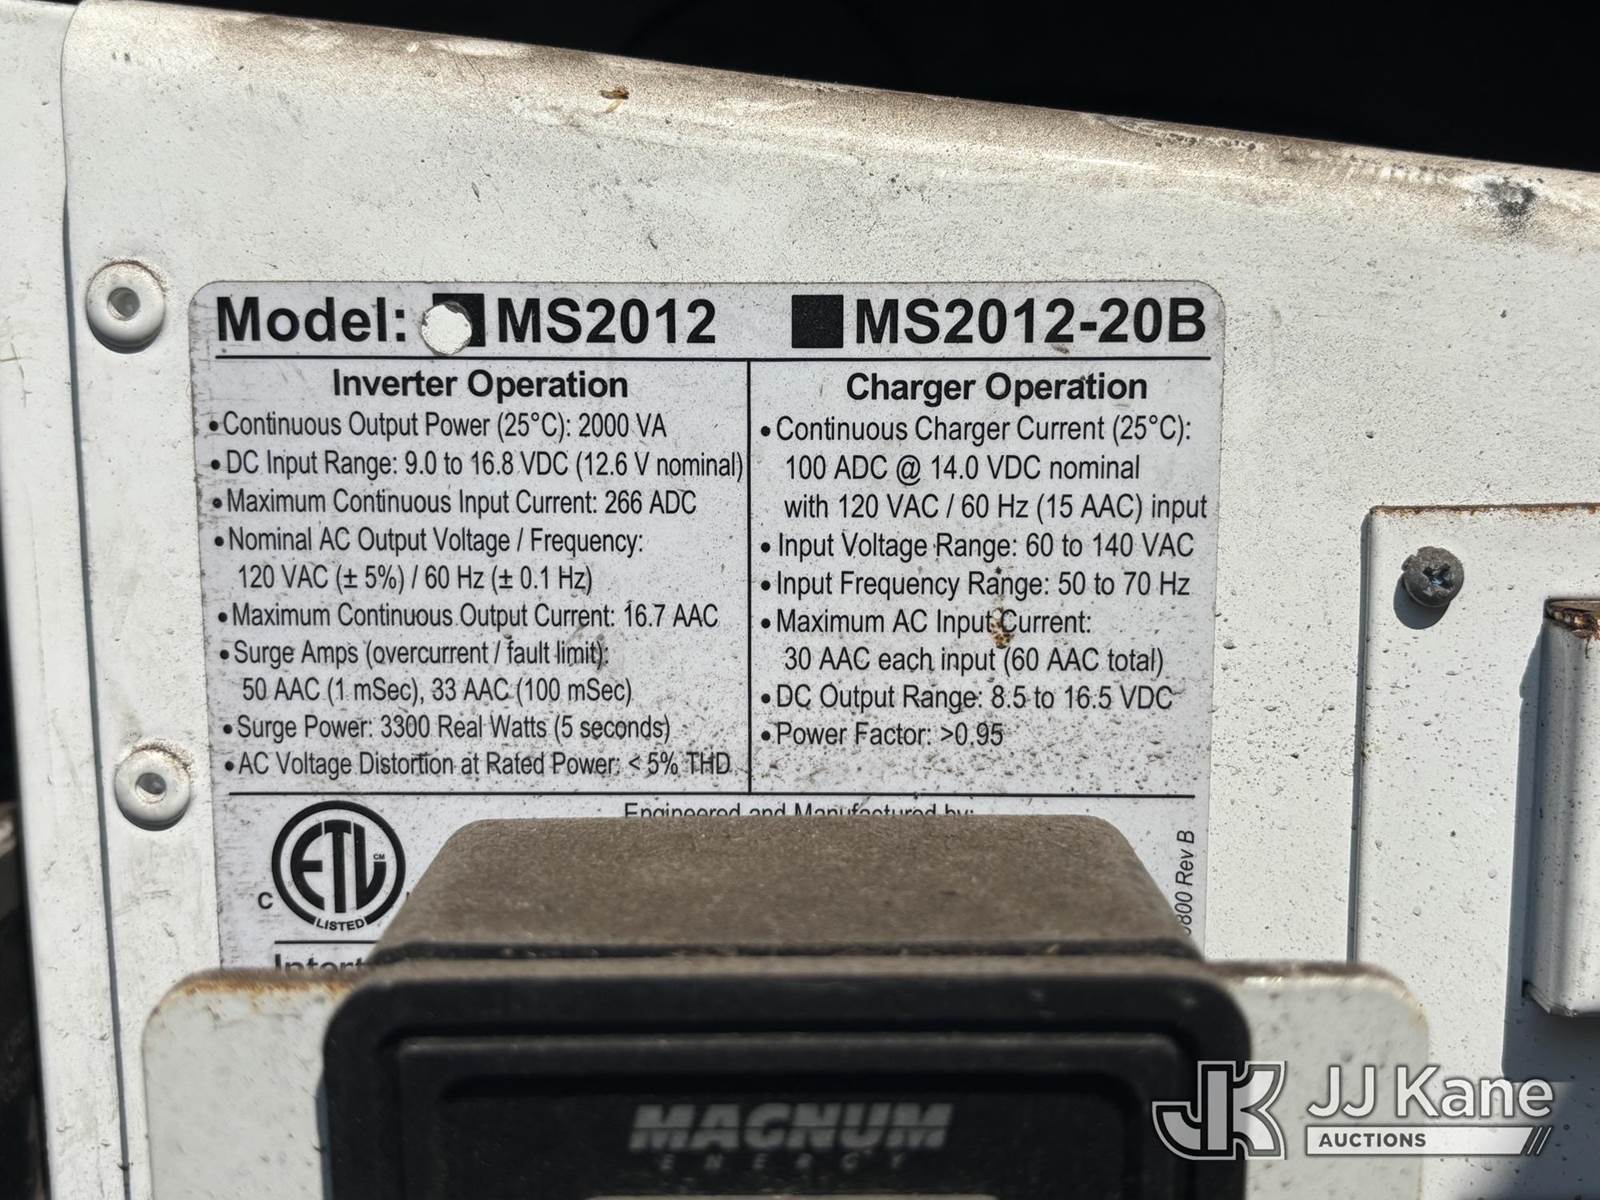 Model: MS2012 MS2012-20B
Inverter Operation
• Continuous Output Power (25°C): 2000 VA
• DC Input Range: 9.0 to 16.8 VDC (12.6 V nominal)
• Maximum Continuous Input Current: 266 ADC
• Nominal AC Output Voltage / Frequency:
120 VAC (± 5%) / 60 Hz (± 0.1 Hz)
• Maximum Continuous Output Current: 16.7 AAC
• Surge Amps (overcurrent / fault limit):
50 AAC (1 mSec), 33 AAC (100 mSec)
• Surge Power: 3300 Real Watts (5 seconds)
• AC Voltage Distortion at Rated Power: < 5% THD
Charger Operation
• Continuous Charger Current (25°C):
100 ADC @ 14.0 VDC nominal
with 120 VAC / 60 Hz (15 AAC) input
• Input Voltage Range: 60 to 140 VAC
• Input Frequency Range: 50 to 70 Hz
• Maximum AC Input Current:
30 AAC each input (60 AAC total)
• DC Output Range: 8.5 to 16.5 VDC
• Power Factor: >0.95
Engineered and Manufactured by:
C ETL CM
LISTED
Rev B
MAGNUM
ENERGY
JK JJ Kane
AUCTIONS